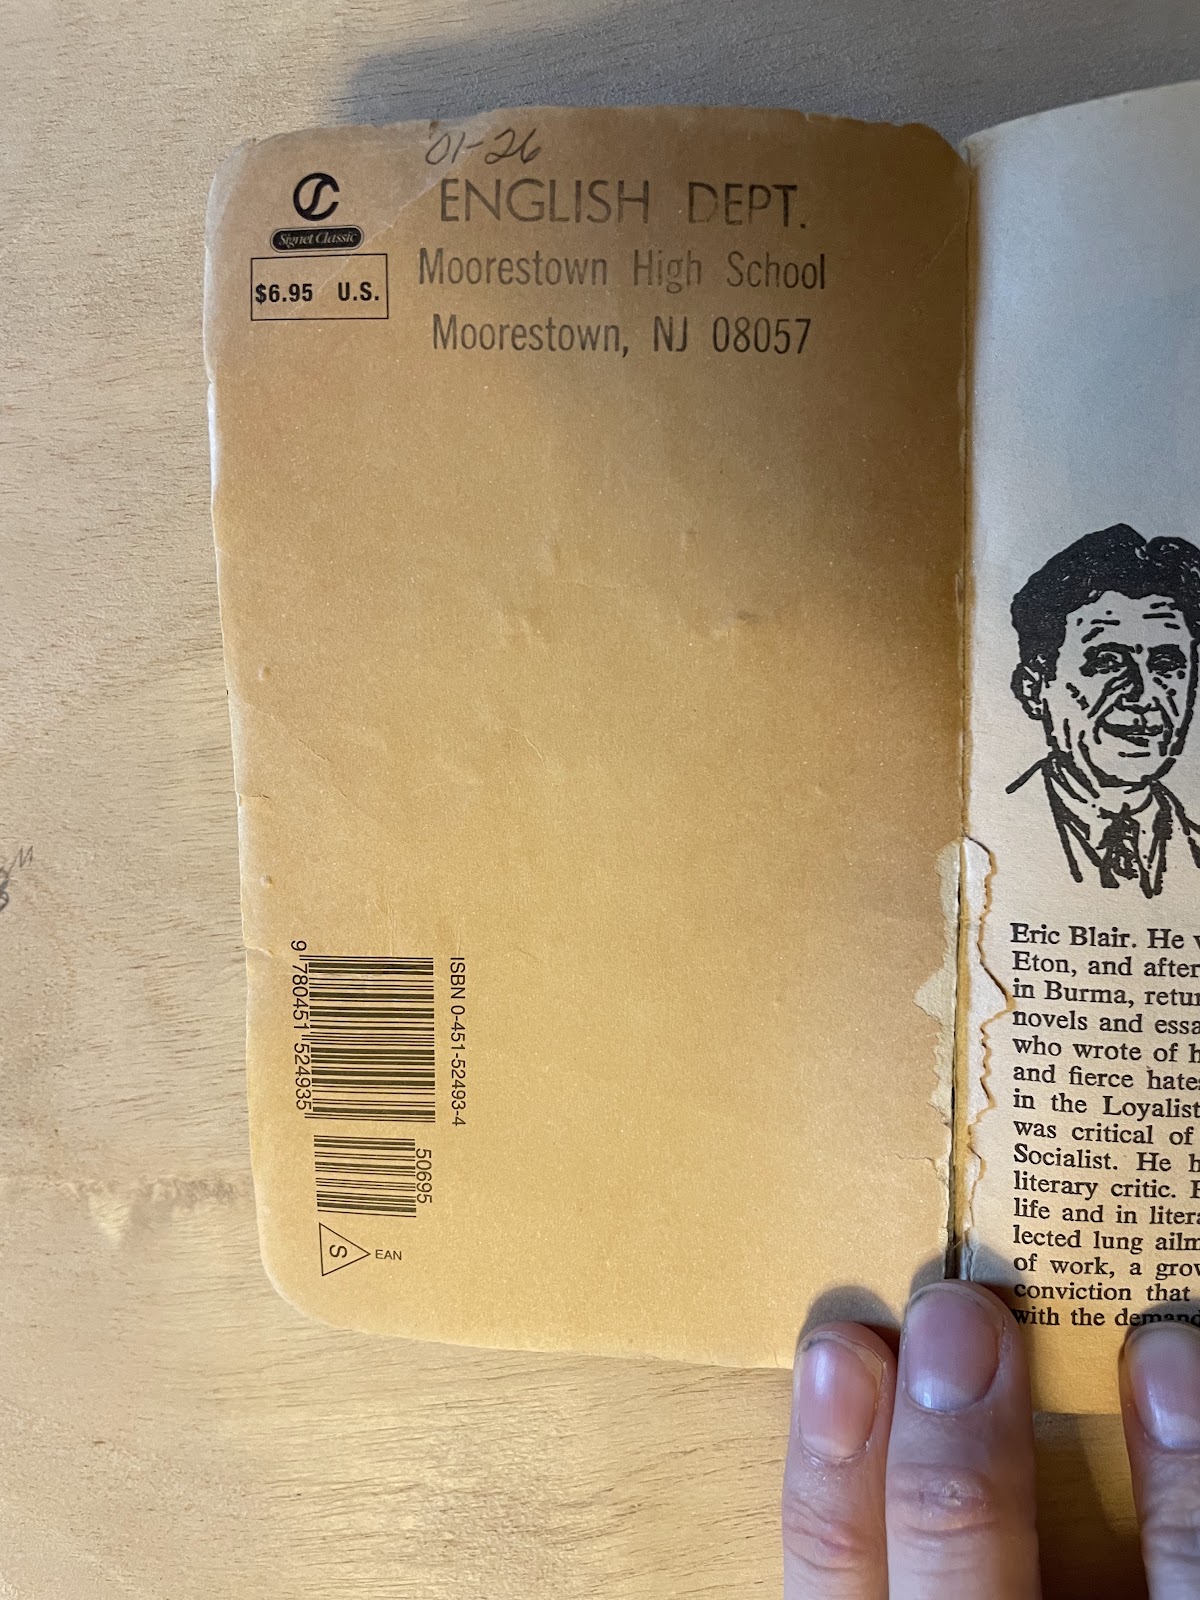 '01-26
ENGLISH DEPT.
Moorestown High School
Moorestown, NJ 08057
Signet Classic
$6.95 U.S.
ISBN 0-451-52493-4
9 780451 524935
50695
S
EAN
Eric Blair. He
Eton, and after
in Burma, retur
novels and essa
who wrote of h
and fierce hate
in the Loyalist
was critical of
Socialist. He h
literary critic.
life and in litera
lected lung ailm
of work, a grow
conviction that
with the demand